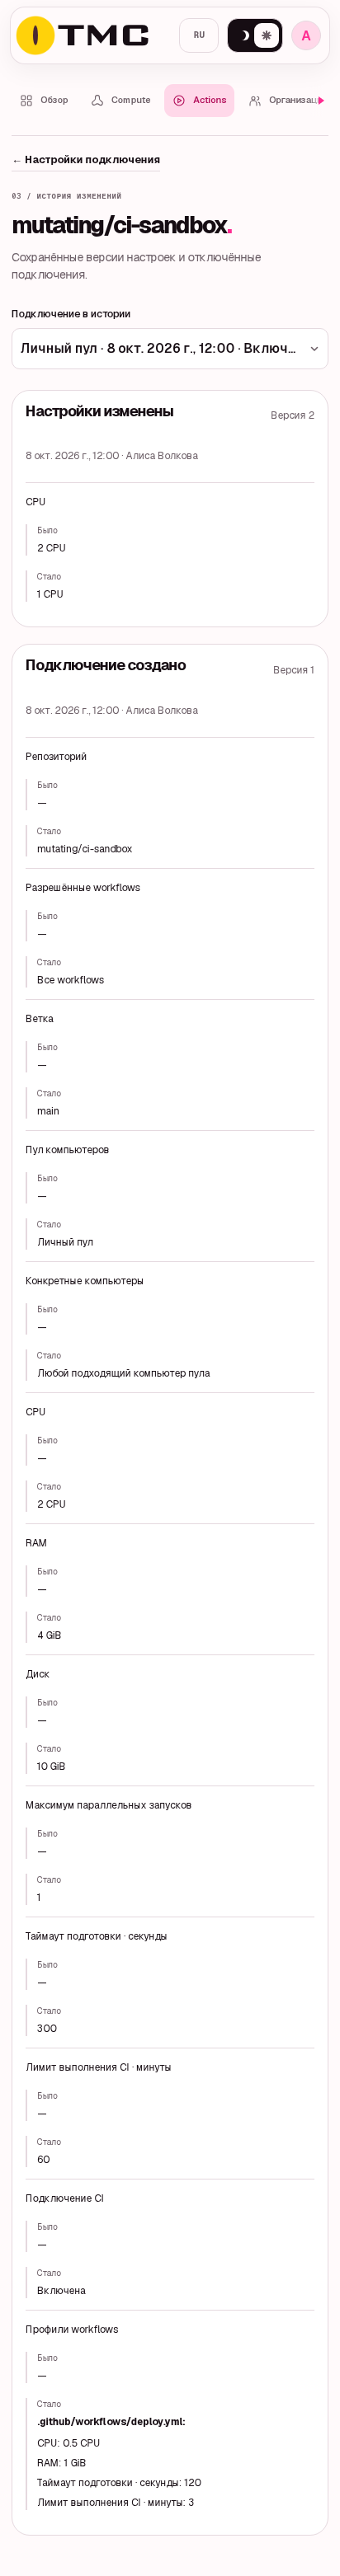 TMC
RU
A
Обзор
Compute
Actions
← Настройки подключения
03 / ИСТОРИЯ ИЗМЕНЕНИЙ
mutating/ci-sandbox.
Сохранённые версии настроек и отключённые
подключения.
Подключение в истории
Личный пул · 8 окт. 2026 г., 12:00 · Включ...
Настройки изменены
Версия 2
8 окт. 2026 г., 12:00 · Алиса Волкова
CPU
Было
2 CPU
Стало
1 CPU
Подключение создано
Версия 1
8 окт. 2026 г., 12:00 · Алиса Волкова
Репозиторий
Было
—
Стало
mutating/ci-sandbox
Разрешённые workflows
Было
—
Стало
Все workflows
Ветка
Было
—
Стало
main
Пул компьютеров
Было
—
Стало
Личный пул
Конкретные компьютеры
Было
—
Стало
Любой подходящий компьютер пула
CPU
Было
—
Стало
2 CPU
RAM
Было
—
Стало
4 GiB
Диск
Было
—
Стало
10 GiB
Максимум параллельных запусков
Было
—
Стало
1
Таймаут подготовки · секунды
Было
—
Стало
300
Лимит выполнения CI · минуты
Было
—
Стало
60
Подключение CI
Было
—
Стало
Включена
Профили workflows
Было
—
Стало
.github/workflows/deploy.yml:
CPU: 0.5 CPU
RAM: 1 GiB
Таймаут подготовки · секунды: 120
Лимит выполнения CI · минуты: 3